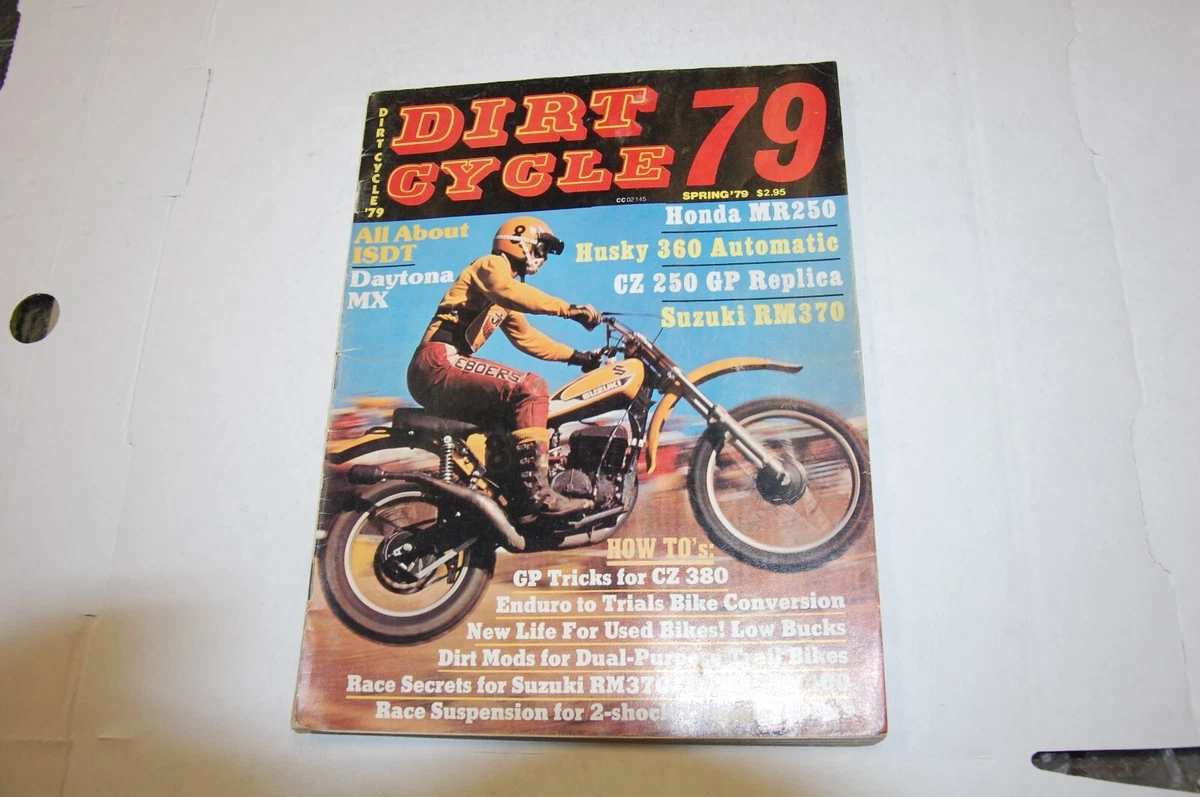 DIRT CYCLE '79
DIRT
CYCLE
79
CC 02145
SPRING '79 $2.95
All About
ISDT
Daytona
MX
Honda MR250
Husky 360 Automatic
CZ 250 GP Replica
Suzuki RM370
EBOERS
SUZUKI
HOW TO's:
GP Tricks for CZ 380
Enduro to Trials Bike Conversion
New Life For Used Bikes! Low Bucks
Dirt Mods for Dual-Purpose Trail Bikes
Race Secrets for Suzuki RM370
Race Suspension for 2-shock